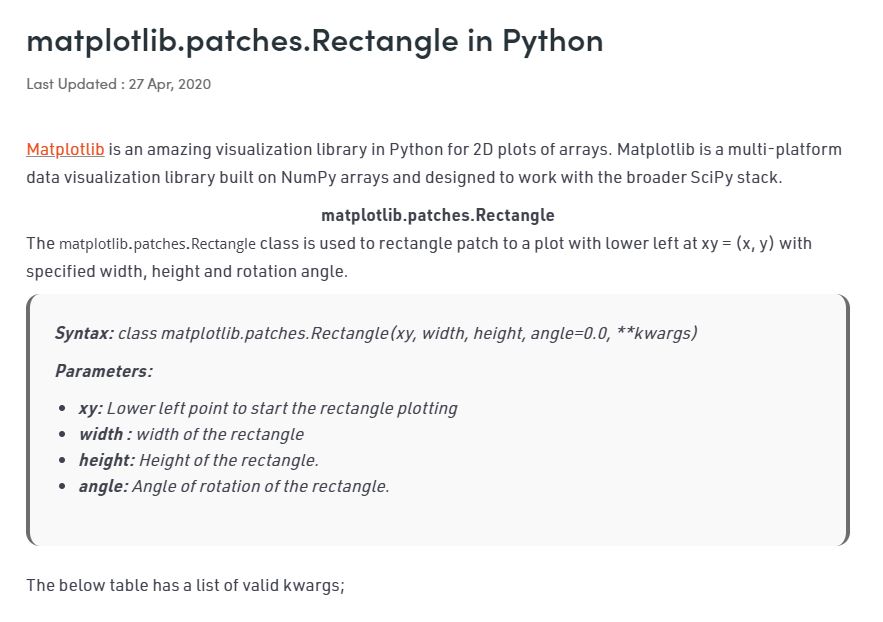 matplotlib.patches.Rectangle in Python
Last Updated : 27 Apr, 2020
Matplotlib is an amazing visualization library in Python for 2D plots of arrays. Matplotlib is a multi-platform
data visualization library built on NumPy arrays and designed to work with the broader SciPy stack.
matplotlib.patches.Rectangle
The matplotlib.patches.Rectangle class is used to rectangle patch to a plot with lower left at xy = (x, y) with
specified width, height and rotation angle.
Syntax: class matplotlib.patches.Rectangle(xy, width, height, angle=0.0, **kwargs)
Parameters:
• xy: Lower left point to start the rectangle plotting
• width : width of the rectangle
• height: Height of the rectangle.
• angle: Angle of rotation of the rectangle.
The below table has a list of valid kwargs;